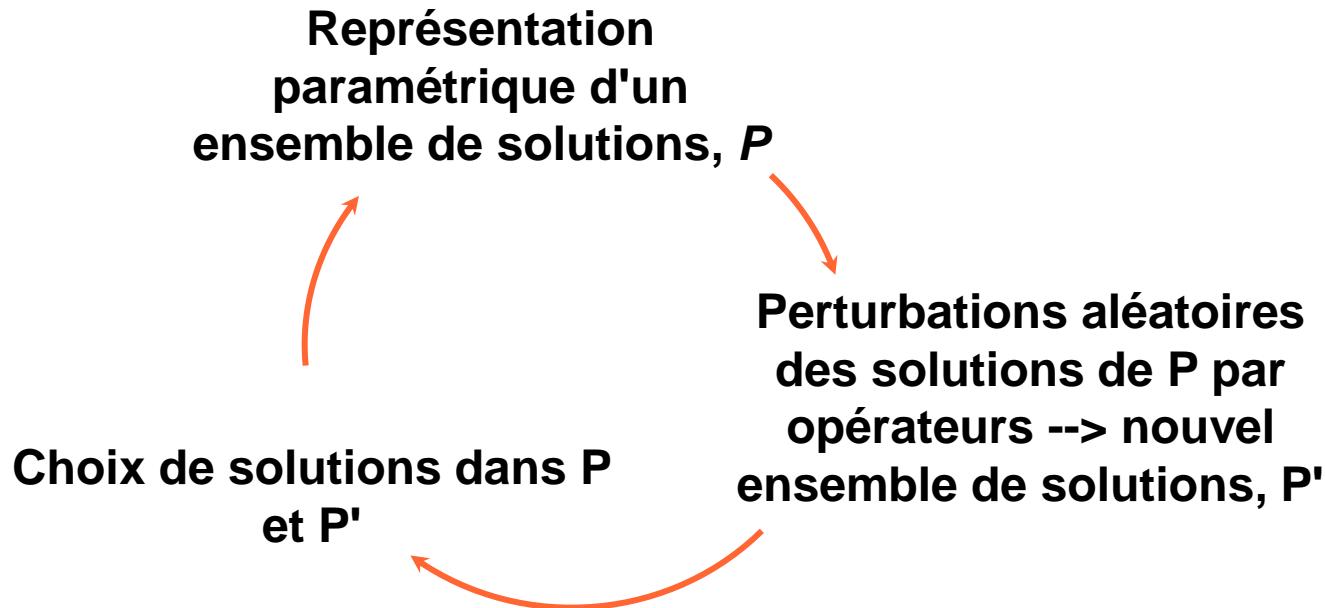 Représentation
paramétrique d'un
ensemble de solutions, P
Perturbations aléatoires
des solutions de P par
opérateurs --> nouvel
ensemble de solutions, P'
Choix de solutions dans P
et P'